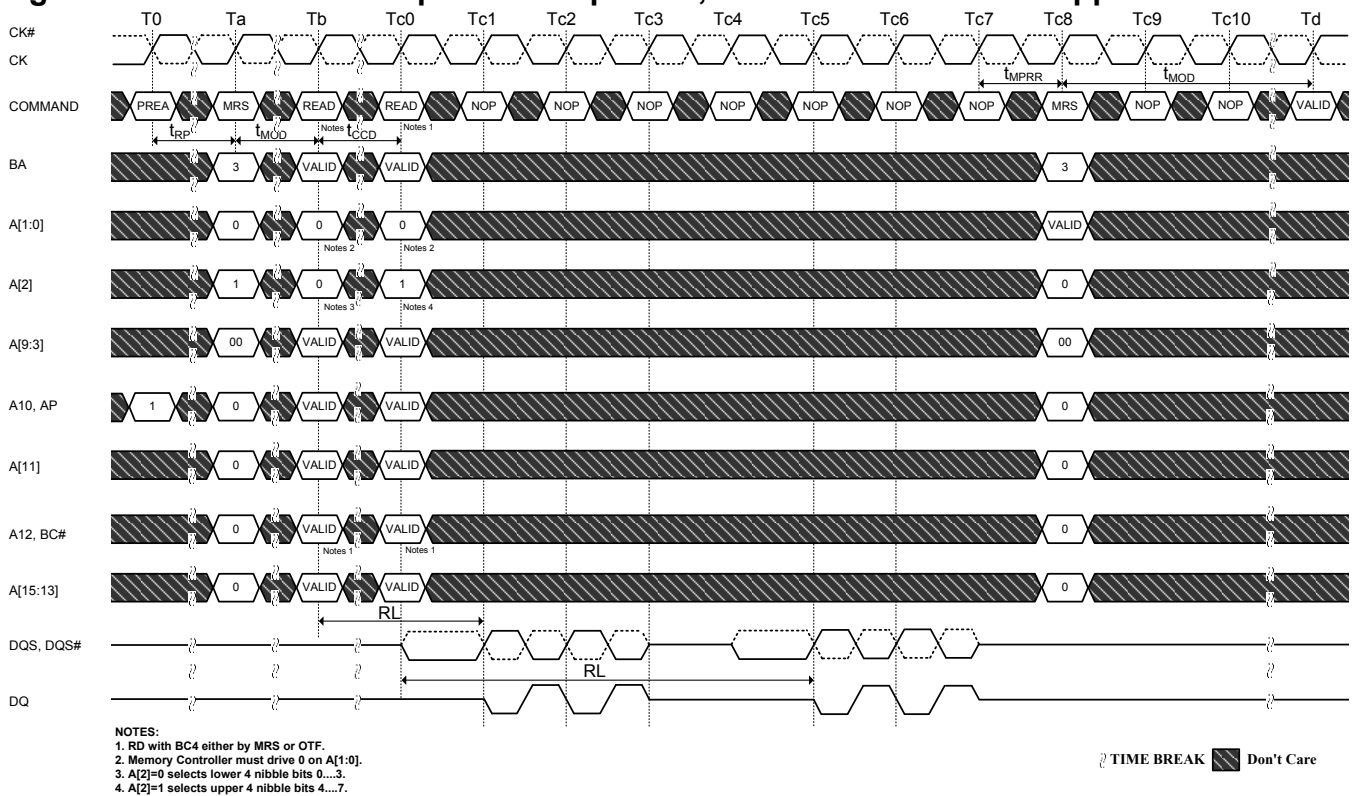 T0 Ta Tb Tc0 Tc1 Tc2 Tc3 Tc4 Tc5 Tc6 Tc7 Tc8 Tc9 Tc10 Td
CK#
CK
tMPRR tMOD
COMMAND PREA MRS READ READ NOP NOP NOP NOP NOP NOP NOP MRS NOP NOP VALID
Notes 1 Notes 1
tRP tMOD tCCD
BA 3 VALID VALID 3
A[1:0] 0 0 0 VALID
Notes 2 Notes 2
A[2] 1 0 1 0
Notes 3 Notes 4
A[9:3] 00 VALID VALID 00
A10, AP 1 0 VALID VALID 0
A[11] 0 VALID VALID 0
A12, BC# 0 VALID VALID 0
Notes 1 Notes 1
A[15:13] 0 VALID VALID 0
RL
DQS, DQS#
RL
DQ
NOTES:
1. RD with BC4 either by MRS or OTF.
2. Memory Controller must drive 0 on A[1:0].
3. A[2]=0 selects lower 4 nibble bits 0....3.
4. A[2]=1 selects upper 4 nibble bits 4....7.
TIME BREAK Don't Care